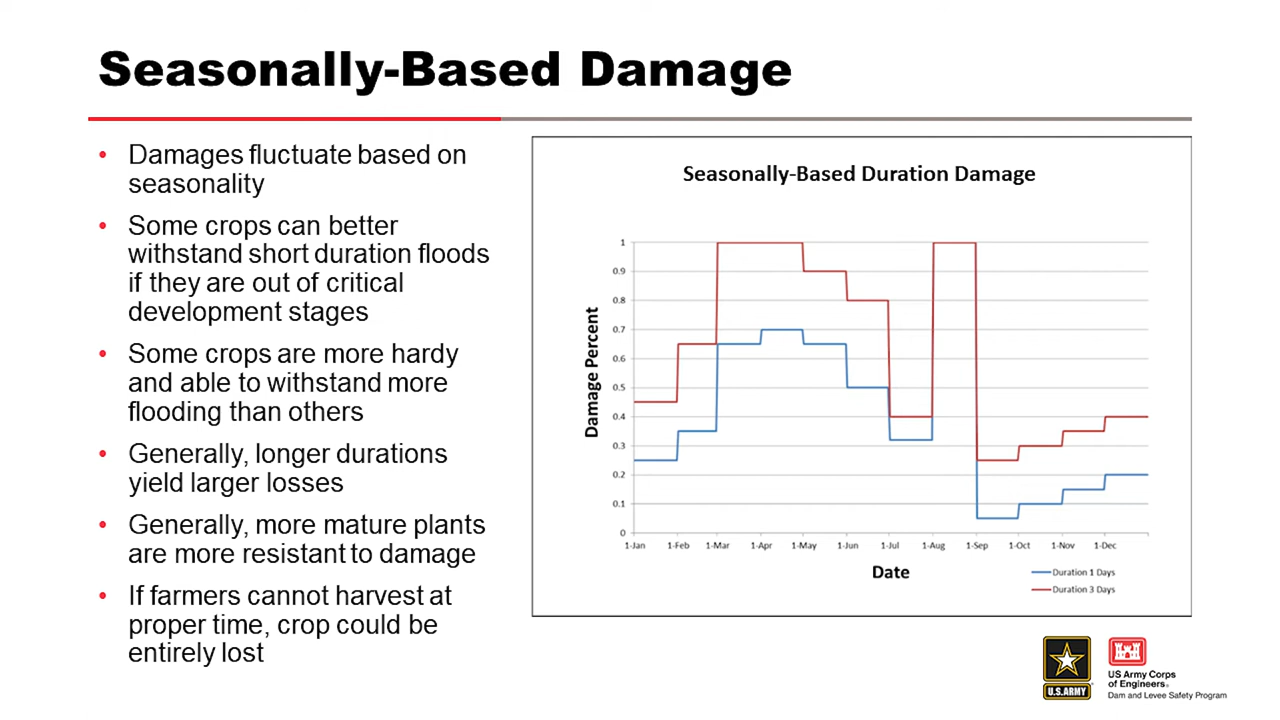 Seasonally-Based Damage
• Damages fluctuate based on
seasonality
• Some crops can better
withstand short duration floods
if they are out of critical
development stages
• Some crops are more hardy
and able to withstand more
flooding than others
• Generally, longer durations
yield larger losses
• Generally, more mature plants
are more resistant to damage
• If farmers cannot harvest at
proper time, crop could be
entirely lost
Seasonally-Based Duration Damage
Damage Percent
1
0.9
0.8
0.7
0.6
0.5
0.4
0.3
0.2
0.1
0
1-Jan 1-Feb 1-Mar 1-Apr 1-May 1-Jun 1-Jul 1-Aug 1-Sep 1-Oct 1-Nov 1-Dec
Date
Duration 1 Days
Duration 3 Days
U.S.ARMY
US Army Corps
of Engineers®
Dam and Levee Safety Program